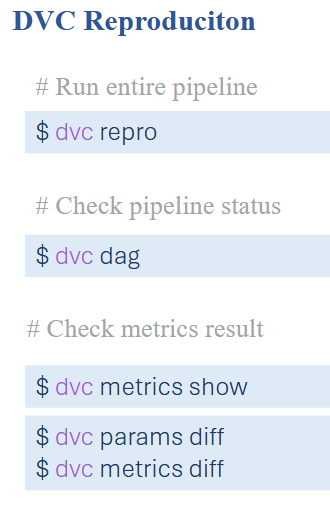 DVC Reproduciton
# Run entire pipeline
$ dvc repro
# Check pipeline status
$ dvc dag
# Check metrics result
$ dvc metrics show
$ dvc params diff
$ dvc metrics diff